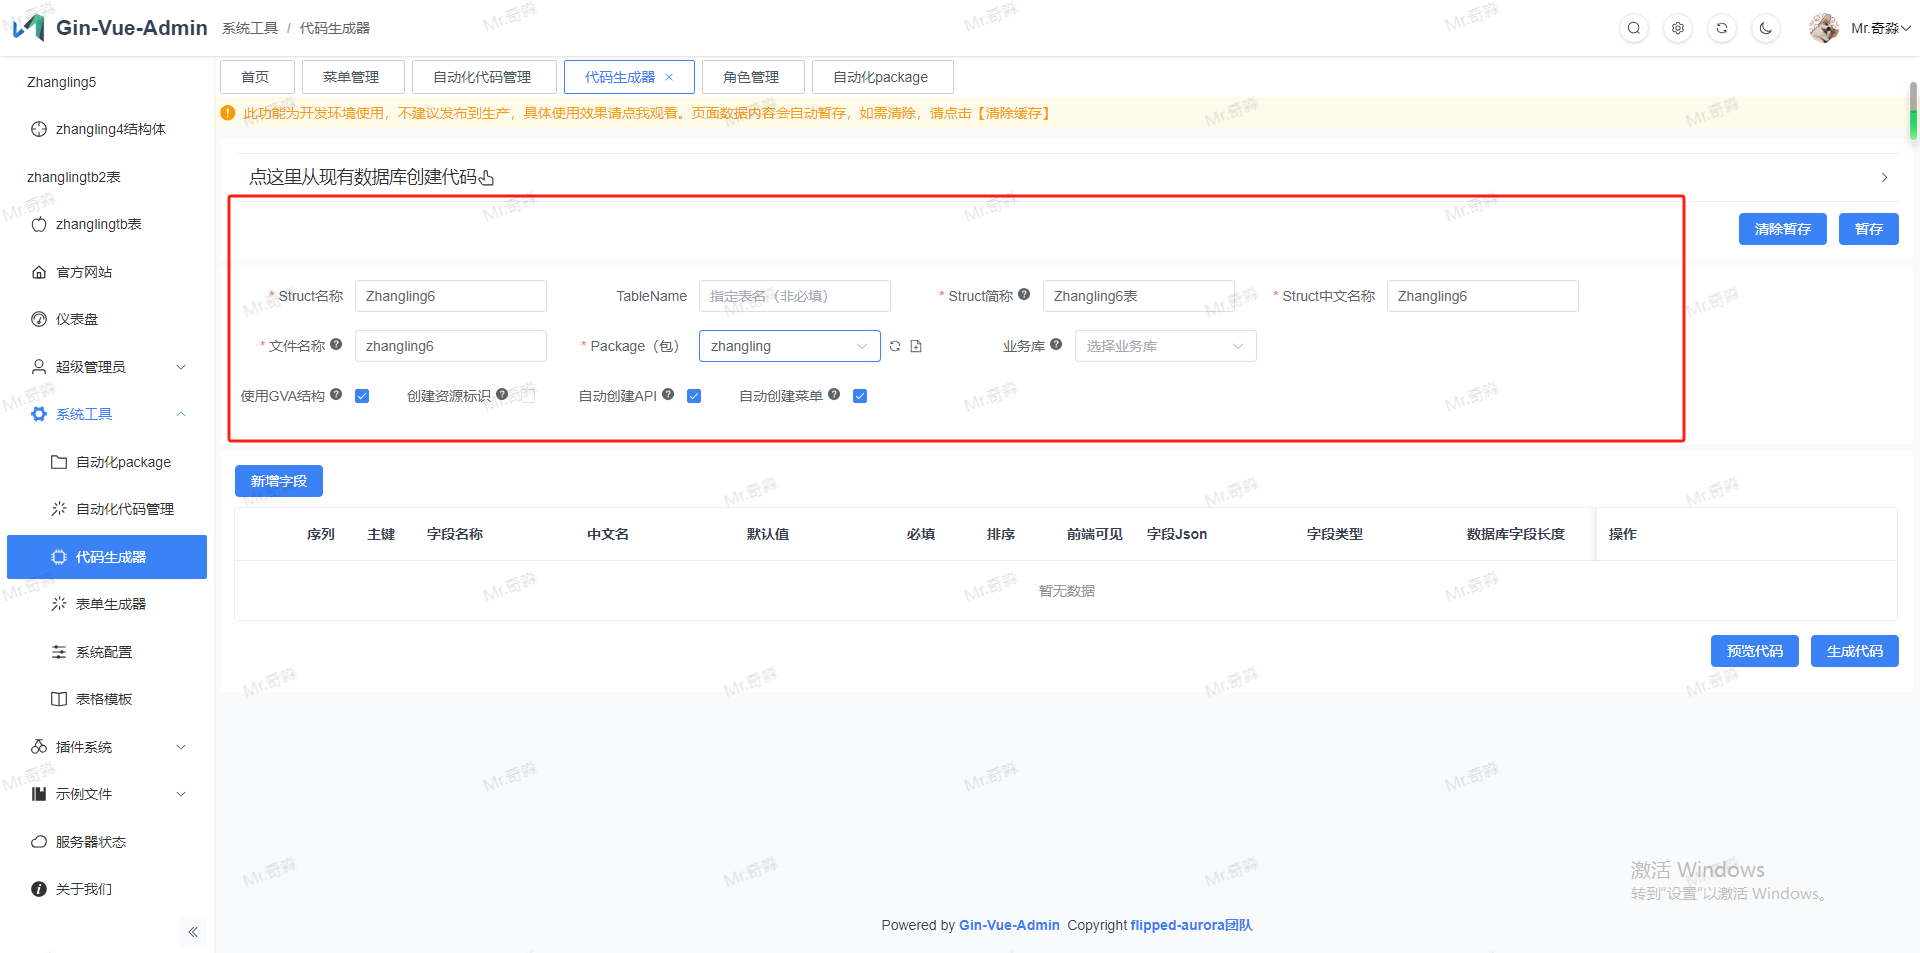 Gin-Vue-Admin
系统工具 / 代码生成器
Mr.奇淼
Zhangling5
zhangling4结构体
zhanglingtb2表
zhanglingtb表
官方网站
仪表盘
超级管理员
系统工具
自动化package
自动化代码管理
代码生成器
表单生成器
系统配置
表格模板
插件系统
示例文件
服务器状态
关于我们
首页 菜单管理 自动化代码管理 代码生成器 × 角色管理 自动化package
此功能为开发环境使用，不建议发布到生产，具体使用效果请点我观看。页面数据内容会自动暂存，如需清除，请点击【清除缓存】
点这里从现有数据库创建代码
清除暂存 暂存
* Struct名称 Zhangling6 TableName 指定表名（非必填） * Struct简称 Zhangling6表 * Struct中文名称 Zhangling6
* 文件名称 zhangling6 * Package（包） zhangling 业务库 选择业务库
使用GVA结构 创建资源标识 自动创建API 自动创建菜单
新增字段
序列 主键 字段名称 中文名 默认值 必填 排序 前端可见 字段Json 字段类型 数据库字段长度 操作
暂无数据
预览代码 生成代码
激活 Windows
转到"设置"以激活 Windows。
Powered by Gin-Vue-Admin Copyright flipped-aurora团队